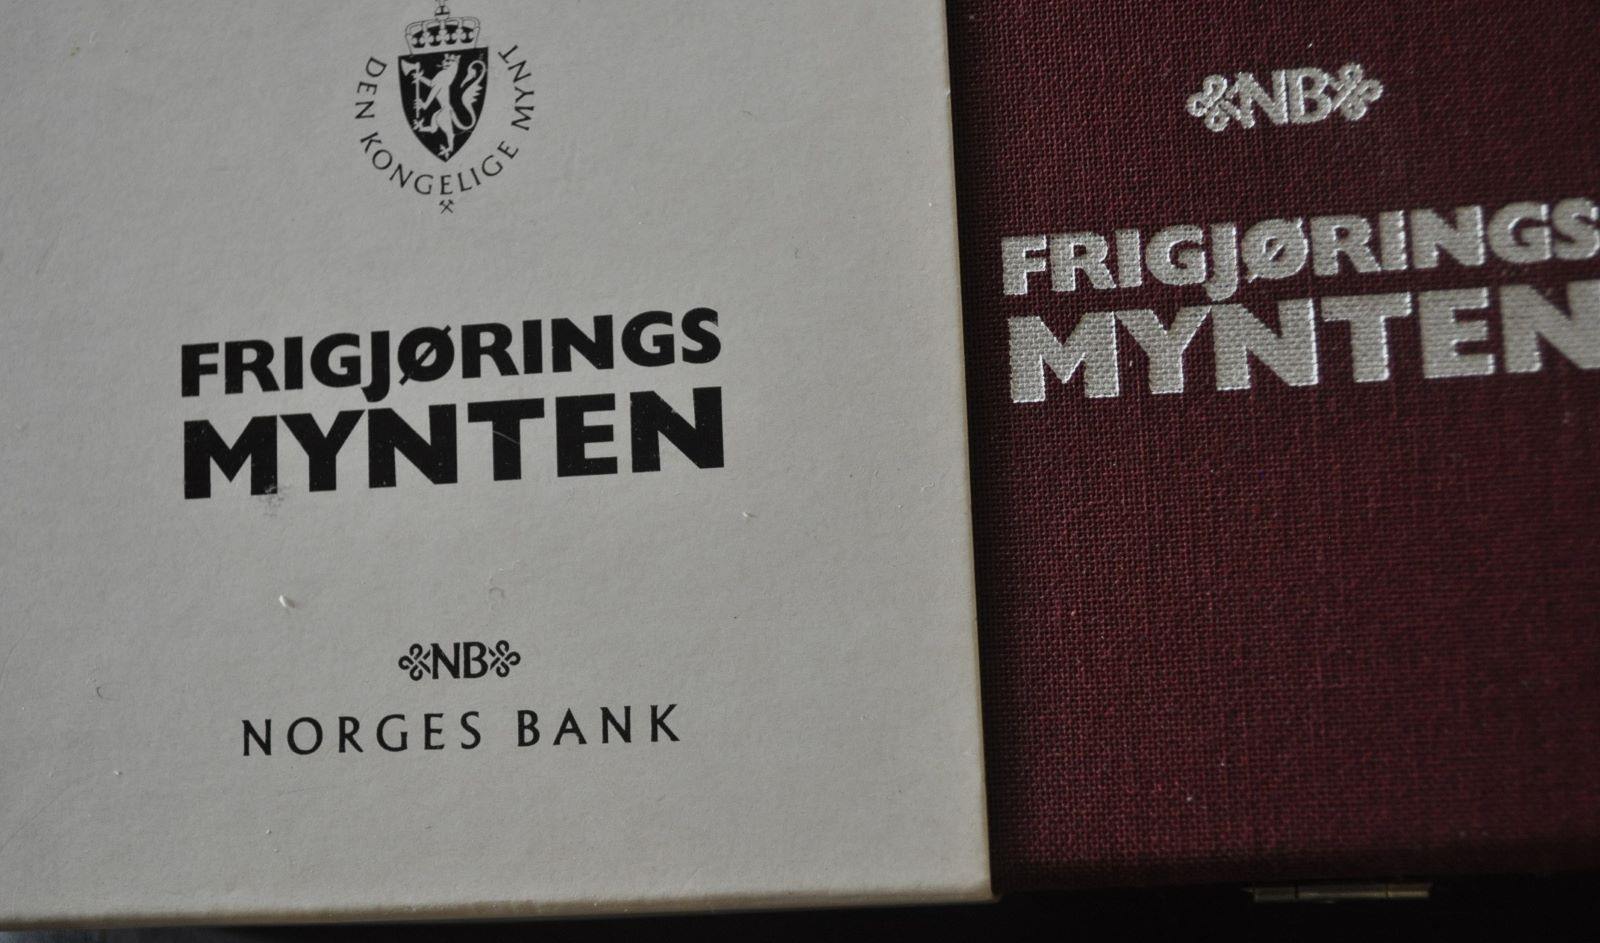 DEN KONGELIGE MYNT
FRIGJØRINGS
MYNTEN
NB
NORGES BANK
NB
FRIGJØRINGS
MYNTEN